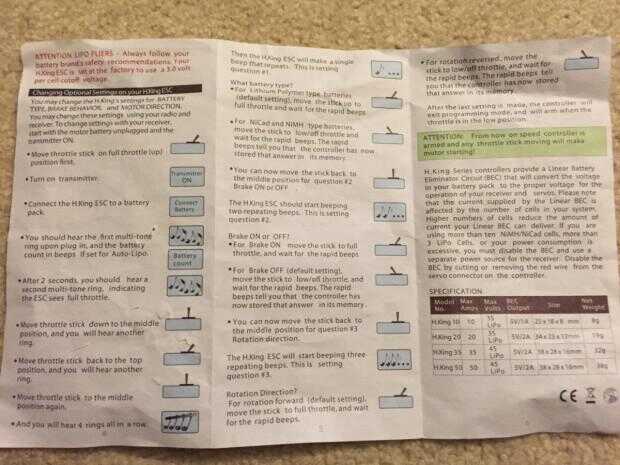 ATTENTION LIPO FLIERS - Always follow your
battery brand's safety recommendations. Your
H.King ESC is set at the factory to use a 3.0 volt
per cell cutoff voltage.
Changing Optional Settings on your H.King ESC
You may change the H.King's settings for BATTERY
TYPE, BRAKE BEHAVIOR, and MOTOR DIRECTION.
You may change these settings using your radio and
receiver. To change settings with your receiver,
start with the motor battery unplugged and the
transmitter ON.
• Move throttle stick on full throttle (up)
position first.
• Turn on transmitter.
Transmitter
ON
• Connect the H.King ESC to a battery
pack.
Connect
Battery
• You should hear the first multi-tone
ring upon plug in, and the battery
count in beeps if set for Auto-Lipo.
Battery
count
• After 2 seconds, you should hear a
second multi-tone ring, indicating
the ESC sees full throttle.
Move throttle stick down to the middle
position, and you will hear another
ring.
• Move throttle stick back to the top
position, and you will hear another
ring.
• Move throttle stick to the middle
position again.
• And you will hear 4 rings all in a row.
Then the H.King ESC will make a single
beep that repeats. This is setting
question #1.
What battery type?
• For Lithium Polymer type batteries
(default setting), move the stick up to
full throttle and wait for the rapid beeps
• For NiCad and NiMH type batteries,
move the stick to low/off throttle and
wait for the rapid beeps. The rapid
beeps tell you that the controller has now
stored that answer in its memory.
• You can now move the stick back to
the middle position for question #2
Brake ON or OFF?
The H.King ESC should start beeping
two repeating beeps. This is setting
question #2.
Brake ON or OFF?
• For Brake ON move the stick to full
throttle, and wait for the rapid beeps
• For Brake OFF (default setting),
move the stick to low/off throttle, and
wait for the rapid beeps. The rapid
beeps tell you that the controller has
now stored that answer in its memory.
• You can now move the stick back to
the middle position for question #3
Rotation direction.
The H.King ESC will start beeping three
repeating beeps. This is setting
question #3.
Rotation Direction?
For rotation forward (default setting),
move the stick to full throttle, and wait
for the rapid beeps.
5
• For rotation reversed, move the
stick to low/off throttle, and wait for
the rapid beeps. The rapid beeps tell
you that the controller has now stored
that answer in its memory.
After the last setting is made, the controller will
exit programming mode, and will arm when the
throttle is in the low position.
ATTENTION: From now on speed controller is
armed and any throttle stick moving will make
motor starting!
H.King Series controllers provide a Linear Battery
Eliminator Circuit (BEC) that will convert the voltage
in your battery pack to the proper voltage for the
operation of your receiver and servos. Please note
that the current supplied by the Linear BEC is
affected by the number of cells in your system.
Higher numbers of cells reduce the amount of
current your Linear BEC can deliver. If you are
using more than ten NiMH/NiCad cells, more than
3 LiPo Cells, or your power consumption is
excessive, you must disable the BEC and use a
separate power source for the receiver. Disable the
BEC by cutting or removing the red wire from the
servo connector on the controller.
SPECIFICATION
Model No. Max Amps Max Volts BEC Output Size Net Weight
H.King 10 10 LiPo 5V/1A 8g
H.King 20 20 LiPo 5V/2A 19g
H.King 35 35 LiPo 5V/2A 32g
H.King 50 50 LiPo 5V/2A 38g
CE